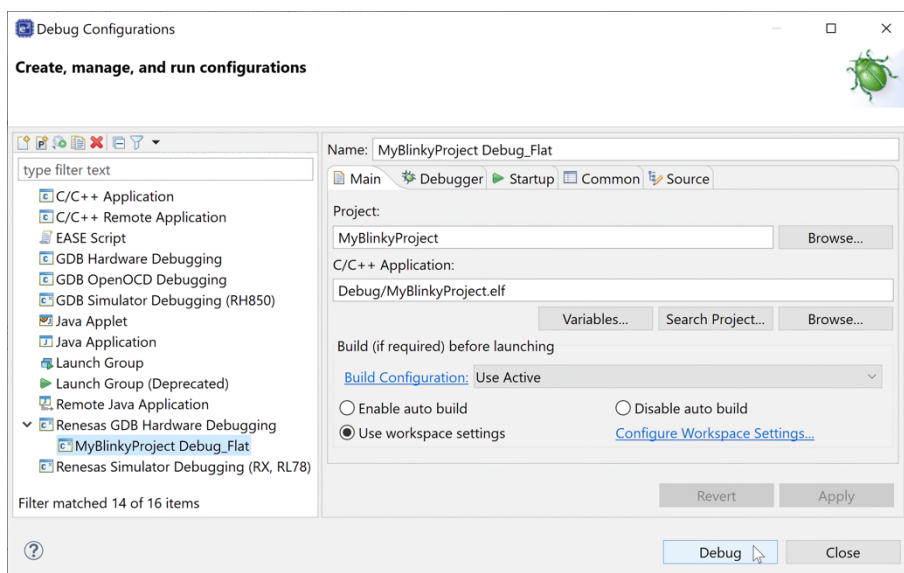 Debug Configurations
Create, manage, and run configurations
type filter text
C/C++ Application
C/C++ Remote Application
EASE Script
GDB Hardware Debugging
GDB OpenOCD Debugging
GDB Simulator Debugging (RH850)
Java Applet
Java Application
Launch Group
Launch Group (Deprecated)
Remote Java Application
Renesas GDB Hardware Debugging
MyBlinkyProject Debug_Flat
Renesas Simulator Debugging (RX, RL78)
Filter matched 14 of 16 items
Name: MyBlinkyProject Debug_Flat
Main Debugger Startup Common Source
Project:
MyBlinkyProject Browse...
C/C++ Application:
Debug/MyBlinkyProject.elf
Variables... Search Project... Browse...
Build (if required) before launching
Build Configuration: Use Active
Enable auto build Disable auto build
Use workspace settings Configure Workspace Settings...
Revert Apply
? Debug Close